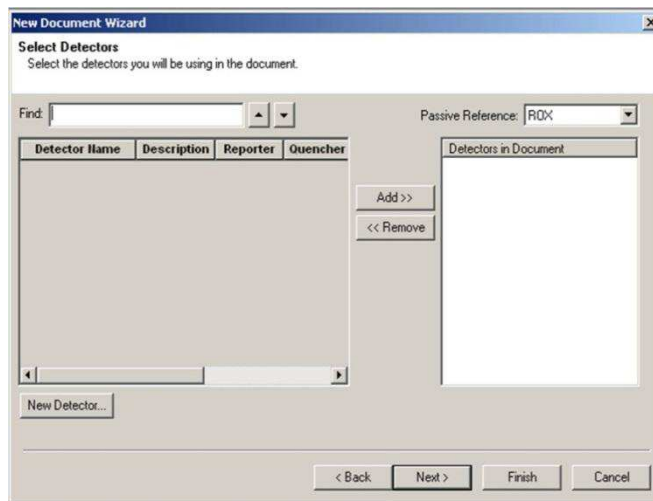 New Document Wizard
Select Detectors
Select the detectors you will be using in the document.
Find:
Passive Reference: ROX
Detector Name Description Reporter Quencher
Detectors in Document
Add >>
<< Remove
New Detector...
< Back Next > Finish Cancel